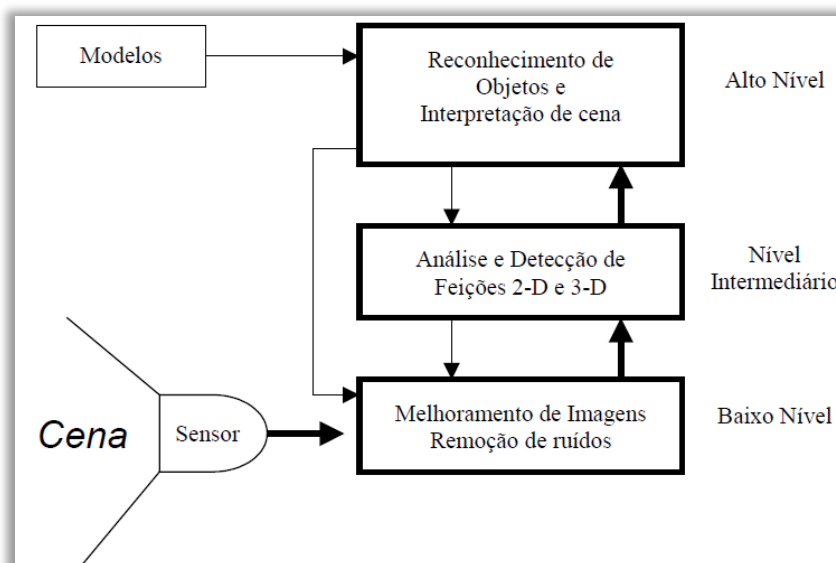 Modelos
Reconhecimento de
Objetos e
Interpretação de cena
Alto Nível
Análise e Detecção de
Feições 2-D e 3-D
Nível
Intermediário
Cena
Sensor
Melhoramento de Imagens
Remoção de ruídos
Baixo Nível